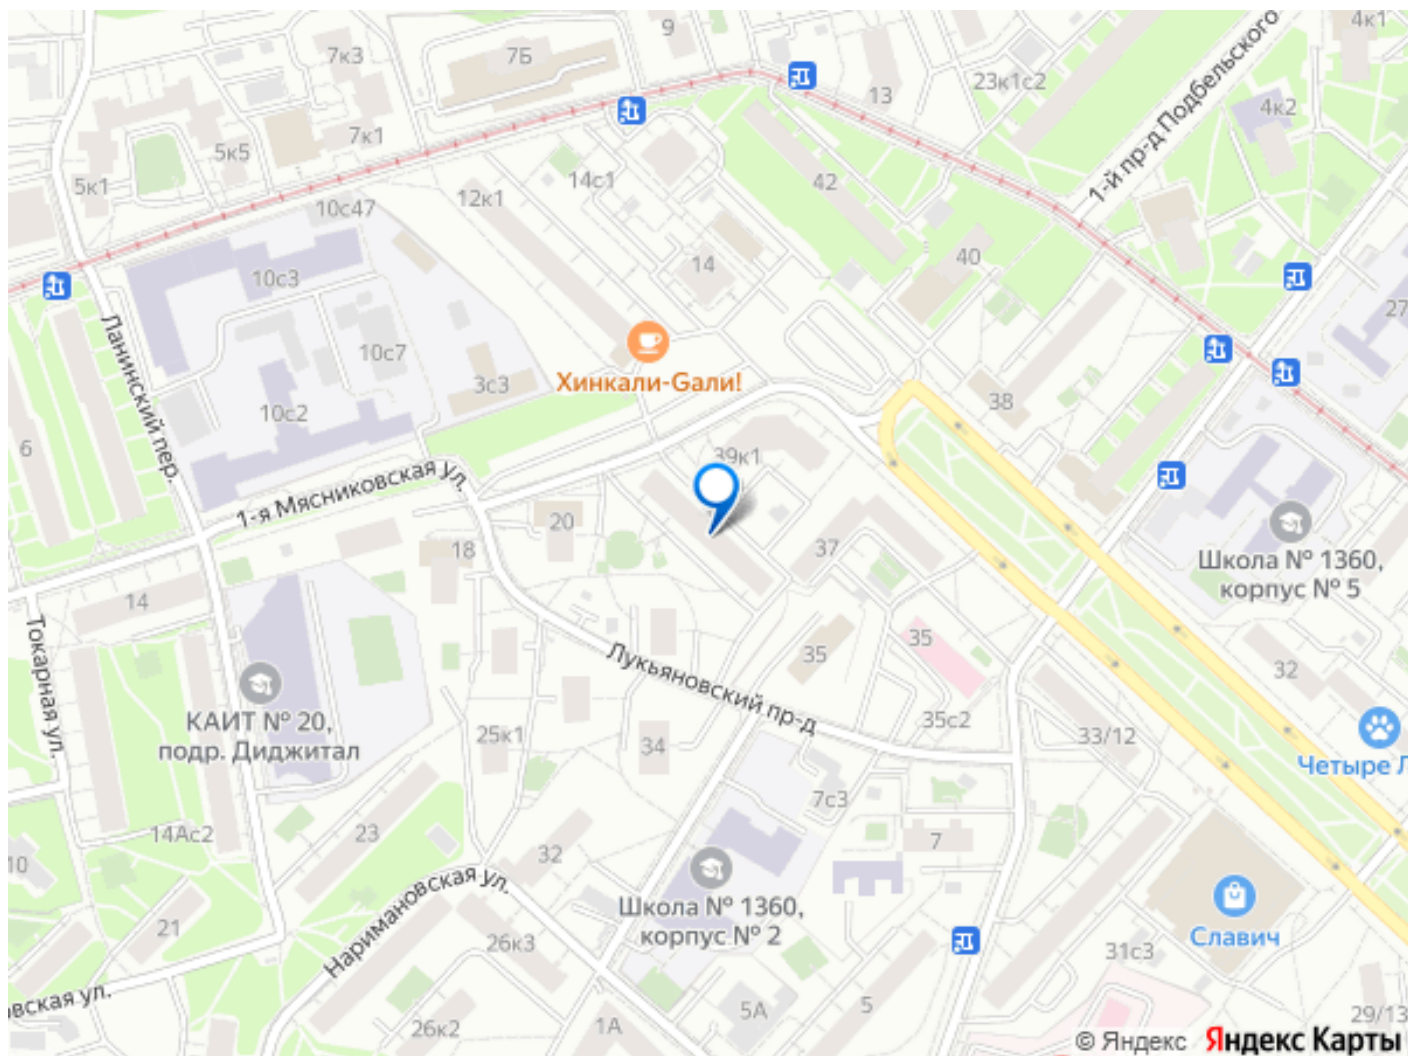 9
4к1
7к3
7Б
23к1с2
13
4к2
7к1
5к5
1-й пр-д Подбельского
5к1
14с1
42
12к1
10с47
14
40
10с3
27
Ланинский пер.
10с7
Хинкали-Gали!
3с3
38
10с2
6
39к1
1-я Мясниковская ул.
20
37
18
Школа № 1360,
корпус № 5
14
Токарная ул.
35
35
32
Лукьяновский пр-д
КАИТ № 20,
подр. Диджитал
25к1
34
35с2
33/12
Четыре Л
7с3
14Ас2
23
7
10
32
Наримановская ул.
Школа № 1360,
корпус № 2
21
26к3
Славич
31с3
вская ул.
5А
5
26к2
1А
29/13
© Яндекс
Яндекс Карты